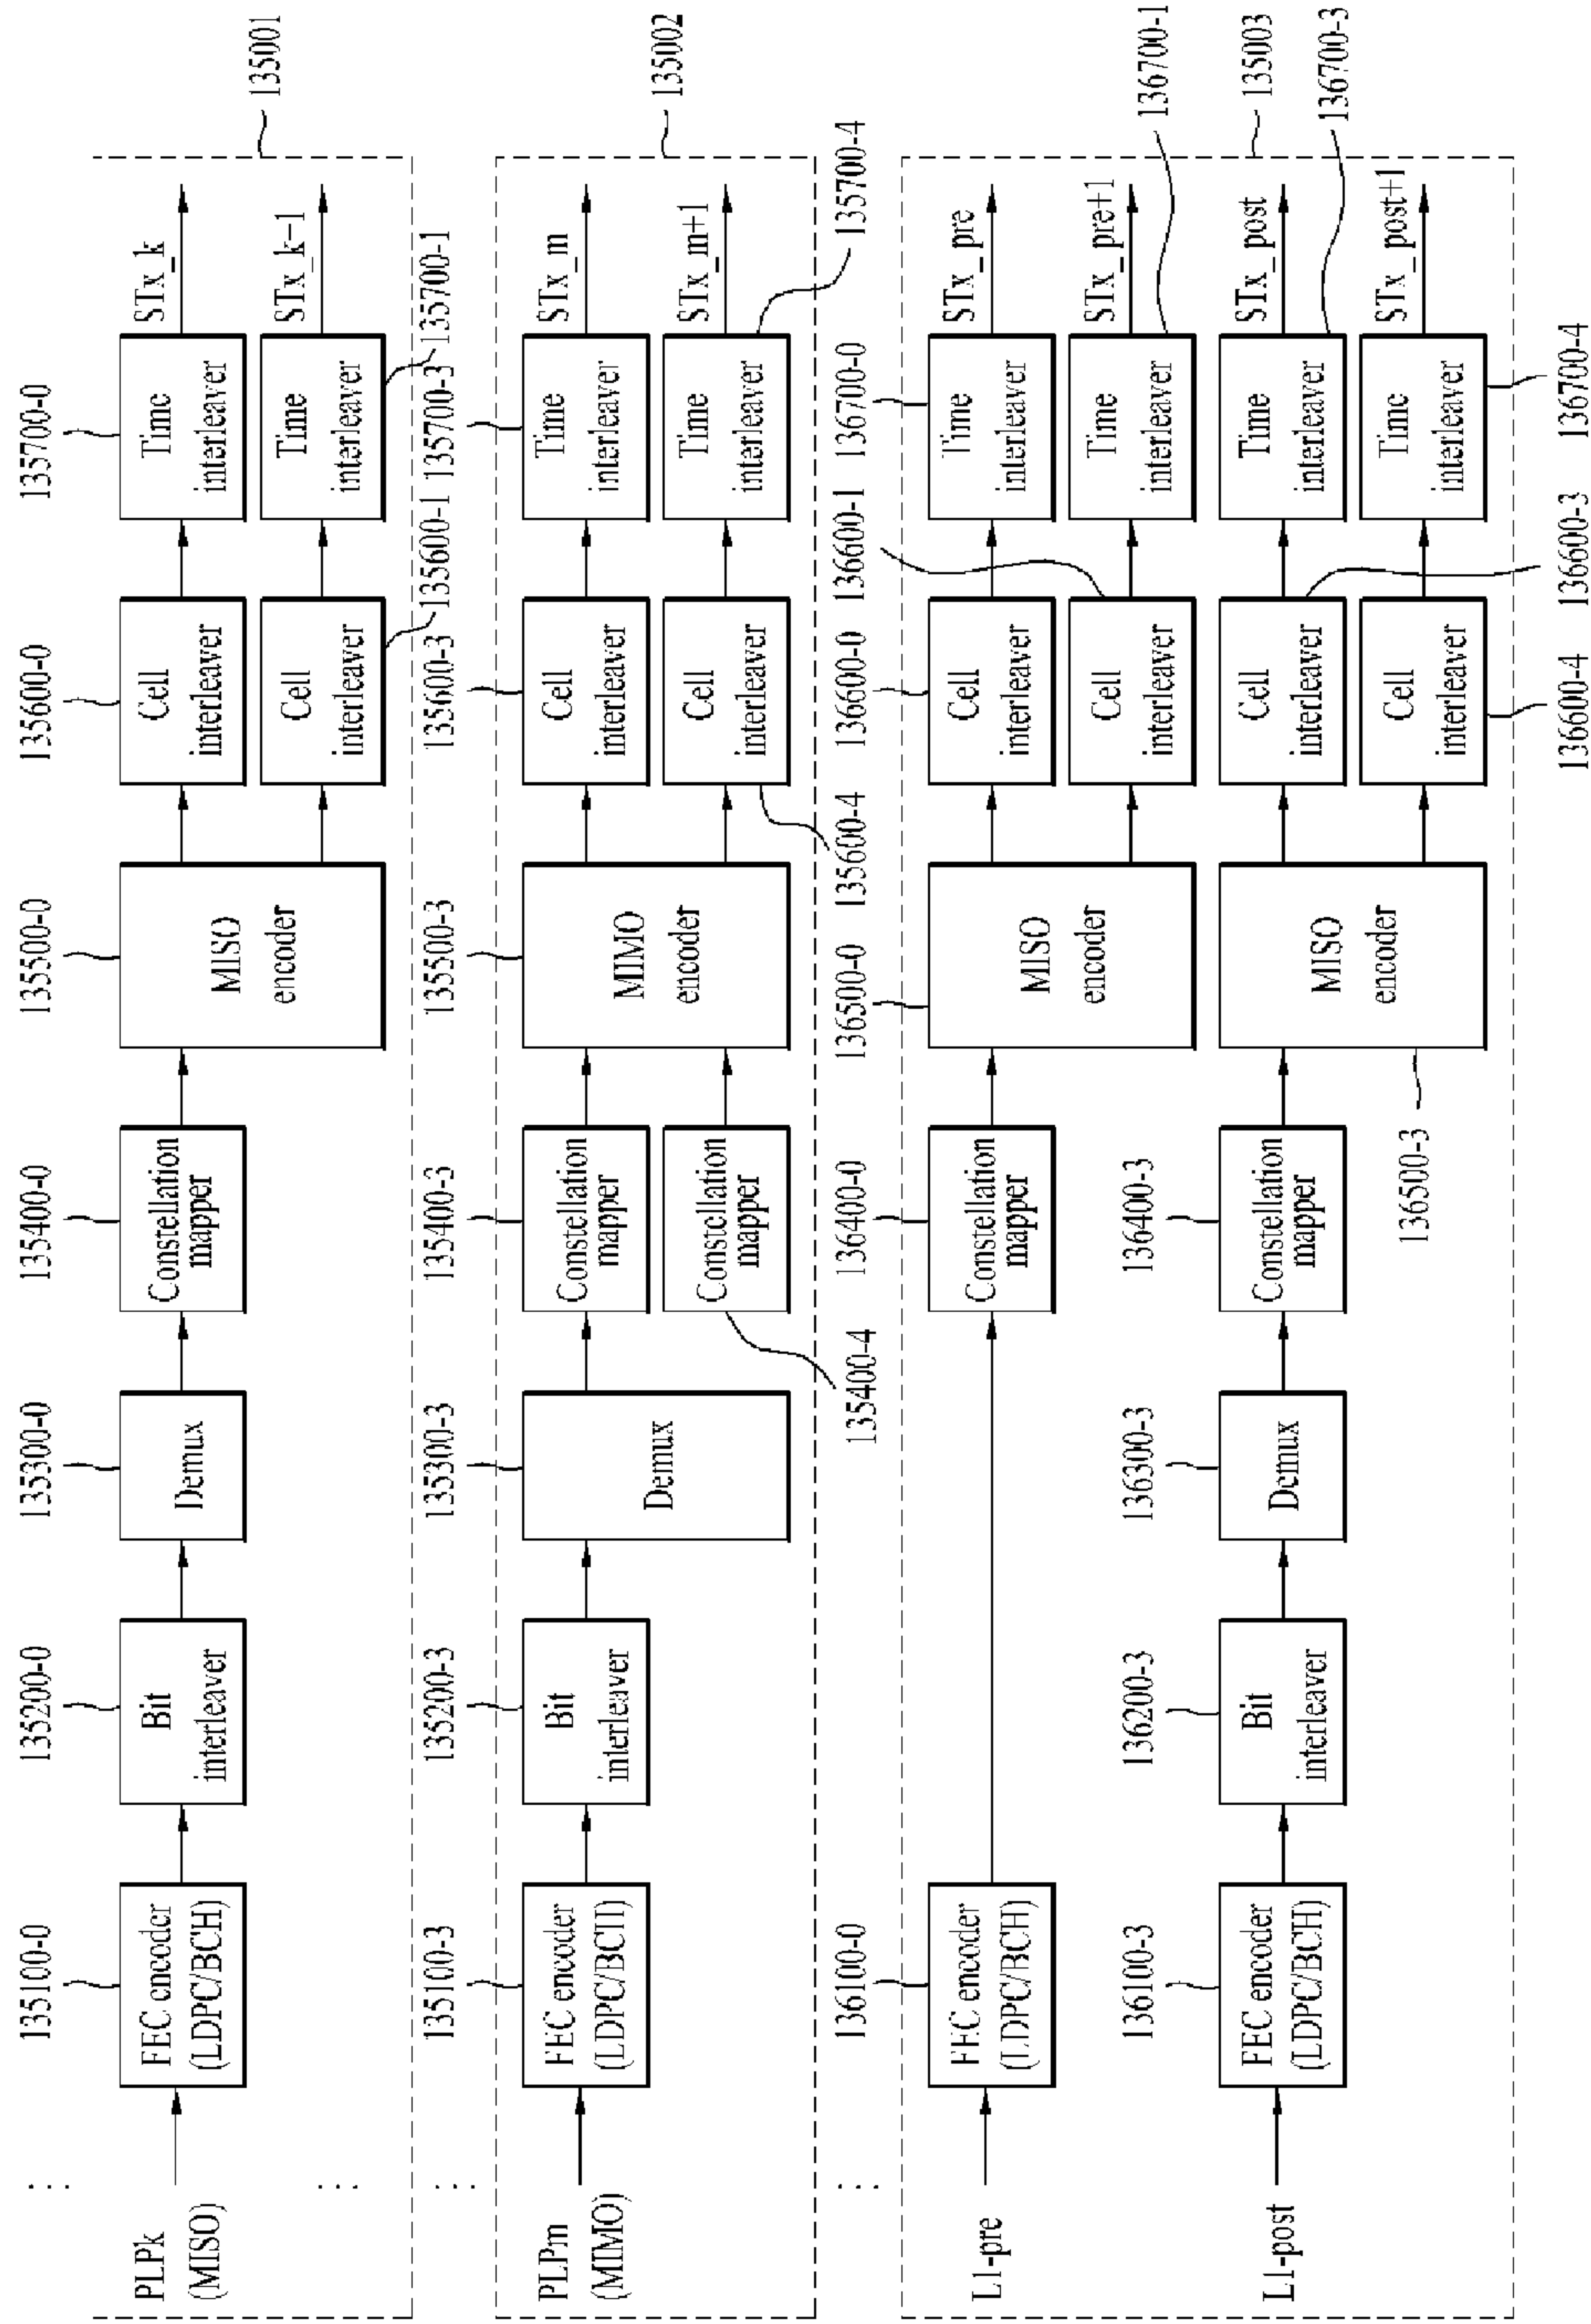 135100-0
135200-0
135300-0
135400-0
135500-0
135600-0
135700-0
...
PLPk
(MISO)
FEC encoder
(LDPC/BCH)
Bit
interleaver
Demux
Constellation
mapper
MISO
encoder
Cell
interleaver
Time
interleaver
STx_k
Cell
interleaver
Time
interleaver
STx_k-1
135001
...
135600-1
135700-1
...
135100-3
135200-3
135300-3
135400-3
135500-3
135600-3
135700-3
PLPm
(MIMO)
FEC encoder
(LDPC/BCH)
Bit
interleaver
Demux
Constellation
mapper
MIMO
encoder
Cell
interleaver
Time
interleaver
STx_m
Constellation
mapper
Cell
interleaver
Time
interleaver
STx_m+1
135002
135400-4
135600-4
135700-4
...
136100-0
136400-0
136500-0
136600-0
136600-1
136700-0
L1-pre
FEC encoder
(LDPC/BCH)
Constellation
mapper
MISO
encoder
Cell
interleaver
Time
interleaver
STx_pre
Cell
interleaver
Time
interleaver
STx_pre+1
136700-1
136100-3
136200-3
136300-3
136400-3
L1-post
FEC encoder
(LDPC/BCH)
Bit
interleaver
Demux
Constellation
mapper
MISO
encoder
Cell
interleaver
Time
interleaver
STx_post
135003
Cell
interleaver
Time
interleaver
STx_post+1
136700-3
136500-3
136600-4
136600-3
136700-4